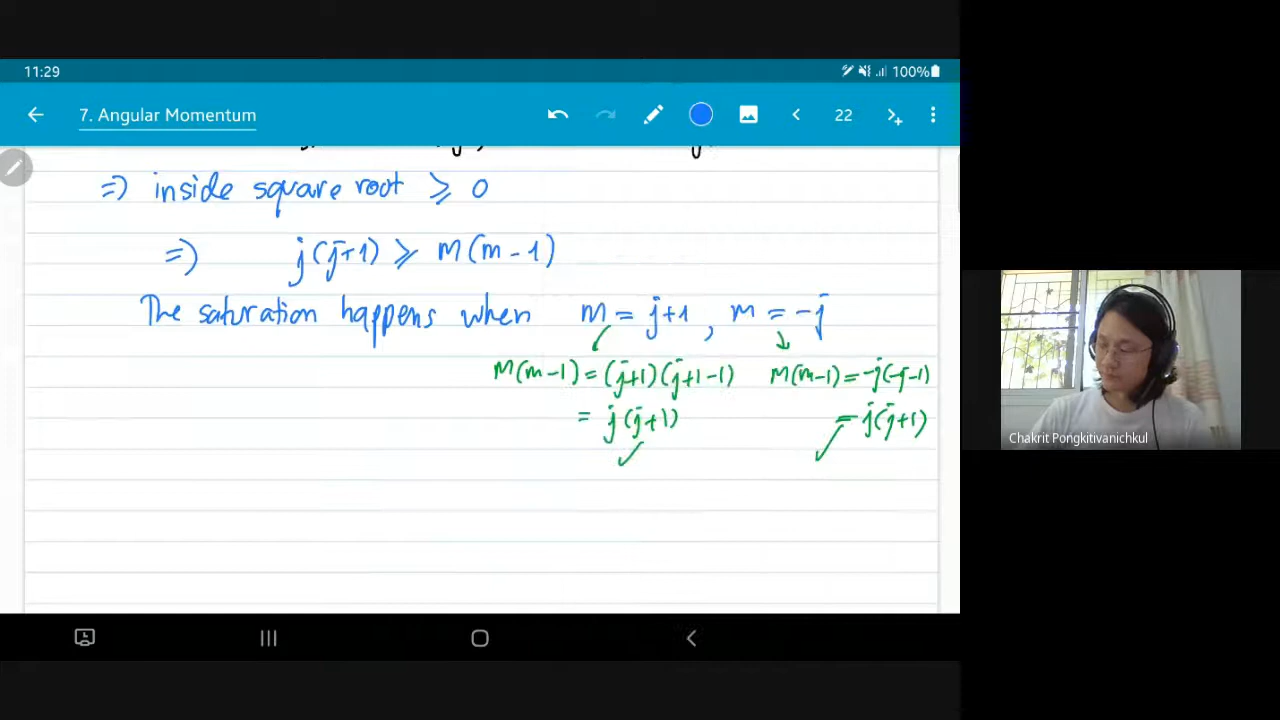 11:29
100%
7. Angular Momentum
22
=> inside square root ⩾ 0
=> j(j+1) ⩾ m(m-1)
The saturation happens when m = j+1, m = -j
m(m-1) = (j+1)(j+1-1) m(m-1) = -j(-j-1)
= j(j+1) = j(j+1)
Chakrit Pongkitivanichkul